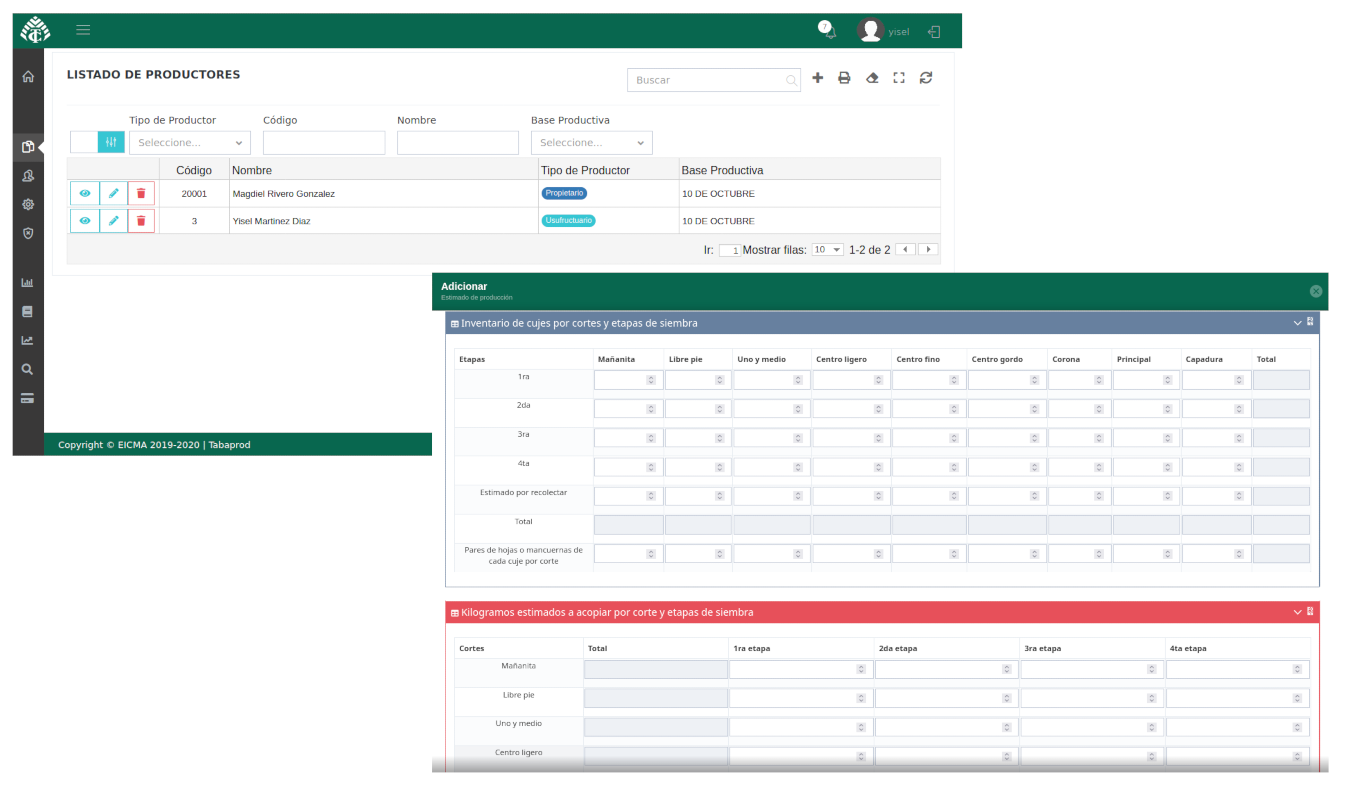 7
yisel
LISTADO DE PRODUCTORES
Buscar
Tipo de Productor Código Nombre Base Productiva
Seleccione... Seleccione...
Código Nombre Tipo de Productor Base Productiva
20001 Magdiel Rivero Gonzalez Propietario 10 DE OCTUBRE
3 Yisel Martinez Diaz Usufructuario 10 DE OCTUBRE
Ir: 1 Mostrar filas: 10 1-2 de 2
Copyright © EICMA 2019-2020 | Tabaprod
Adicionar
Estimado de producción
Inventario de cujes por cortes y etapas de siembra
Etapas Mañanita Libre pie Uno y medio Centro ligero Centro fino Centro gordo Corona Principal Capadura Total
1ra
2da
3ra
4ta
Estimado por recolectar
Total
Pares de hojas o mancuernas de
cada cuje por corte
Kilogramos estimados a acopiar por corte y etapas de siembra
Cortes Total 1ra etapa 2da etapa 3ra etapa 4ta etapa
Mañanita
Libre pie
Uno y medio
Centro ligero